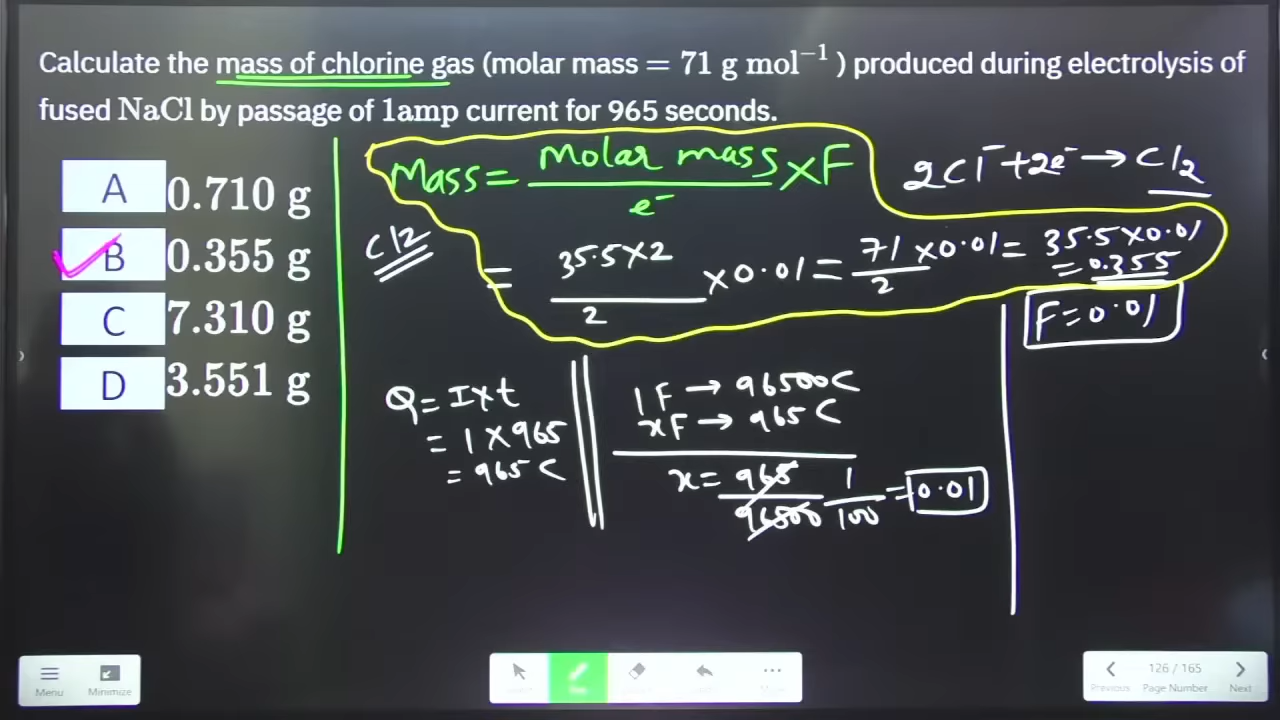 Calculate the mass of chlorine gas (molar mass = 71 g mol⁻¹ ) produced during electrolysis of
fused NaCl by passage of 1amp current for 965 seconds.
A 0.710 g
B 0.355 g
C 7.310 g
D 3.551 g
Mass = Molar mass / e⁻ × F
2Cl⁻ + 2e⁻ → Cl2
Cl2
= 35.5×2 / 2 × 0.01 = 71 / 2 × 0.01 = 35.5×0.01
= 0.355
F = 0.01
Q = I×t
= 1 × 965
= 965 C
1 F → 96500 C
x F → 965 C
x = 965 / 96500 1 / 100 = 0.01
Menu
Minimize
Previous
126 / 165
Page Number
Next